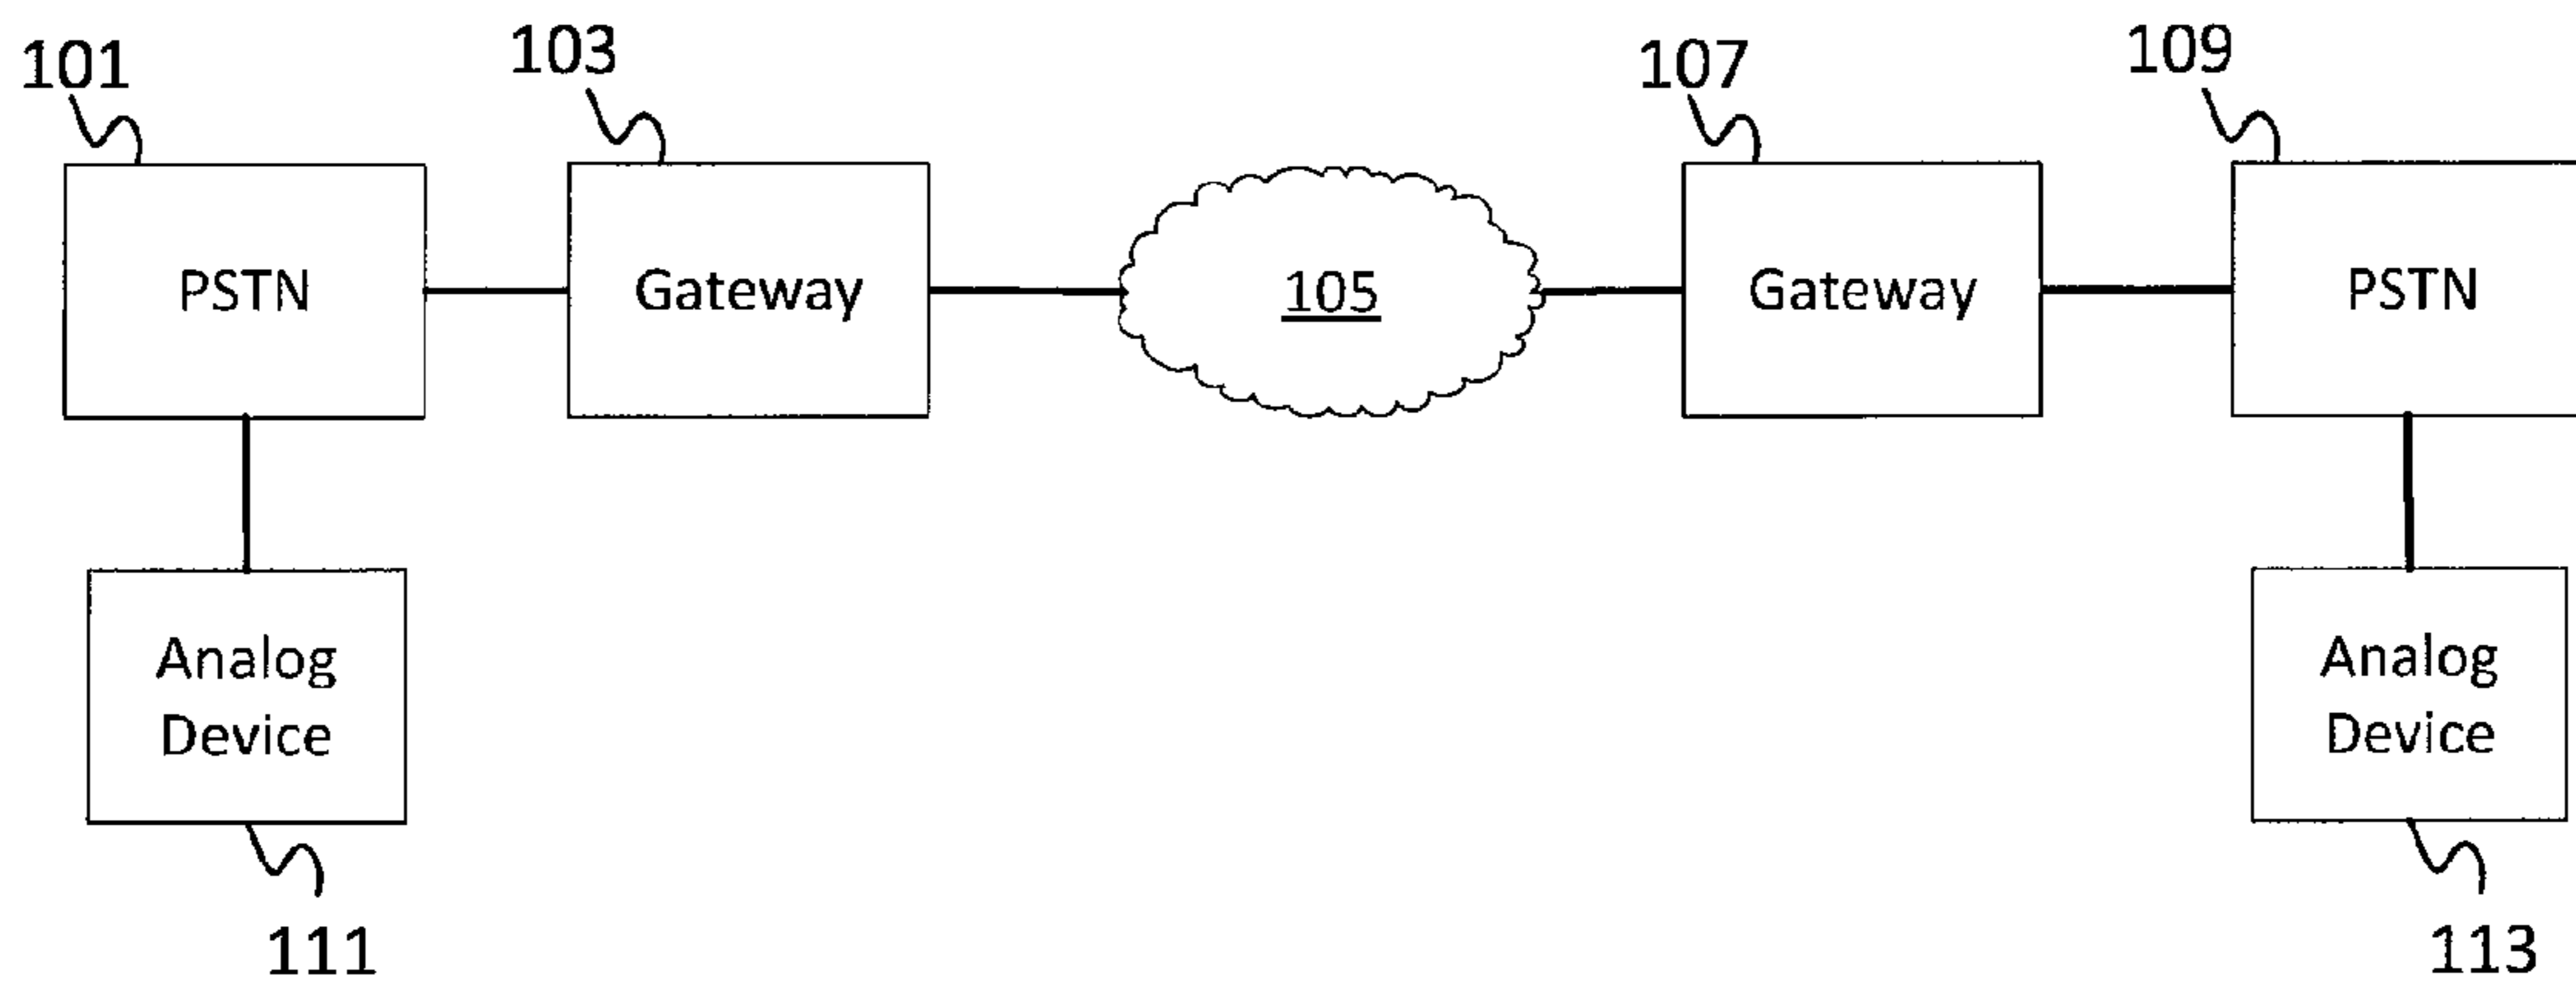 101
103
107
109
PSTN
Gateway
105
Gateway
PSTN
Analog
Device
Analog
Device
111
113